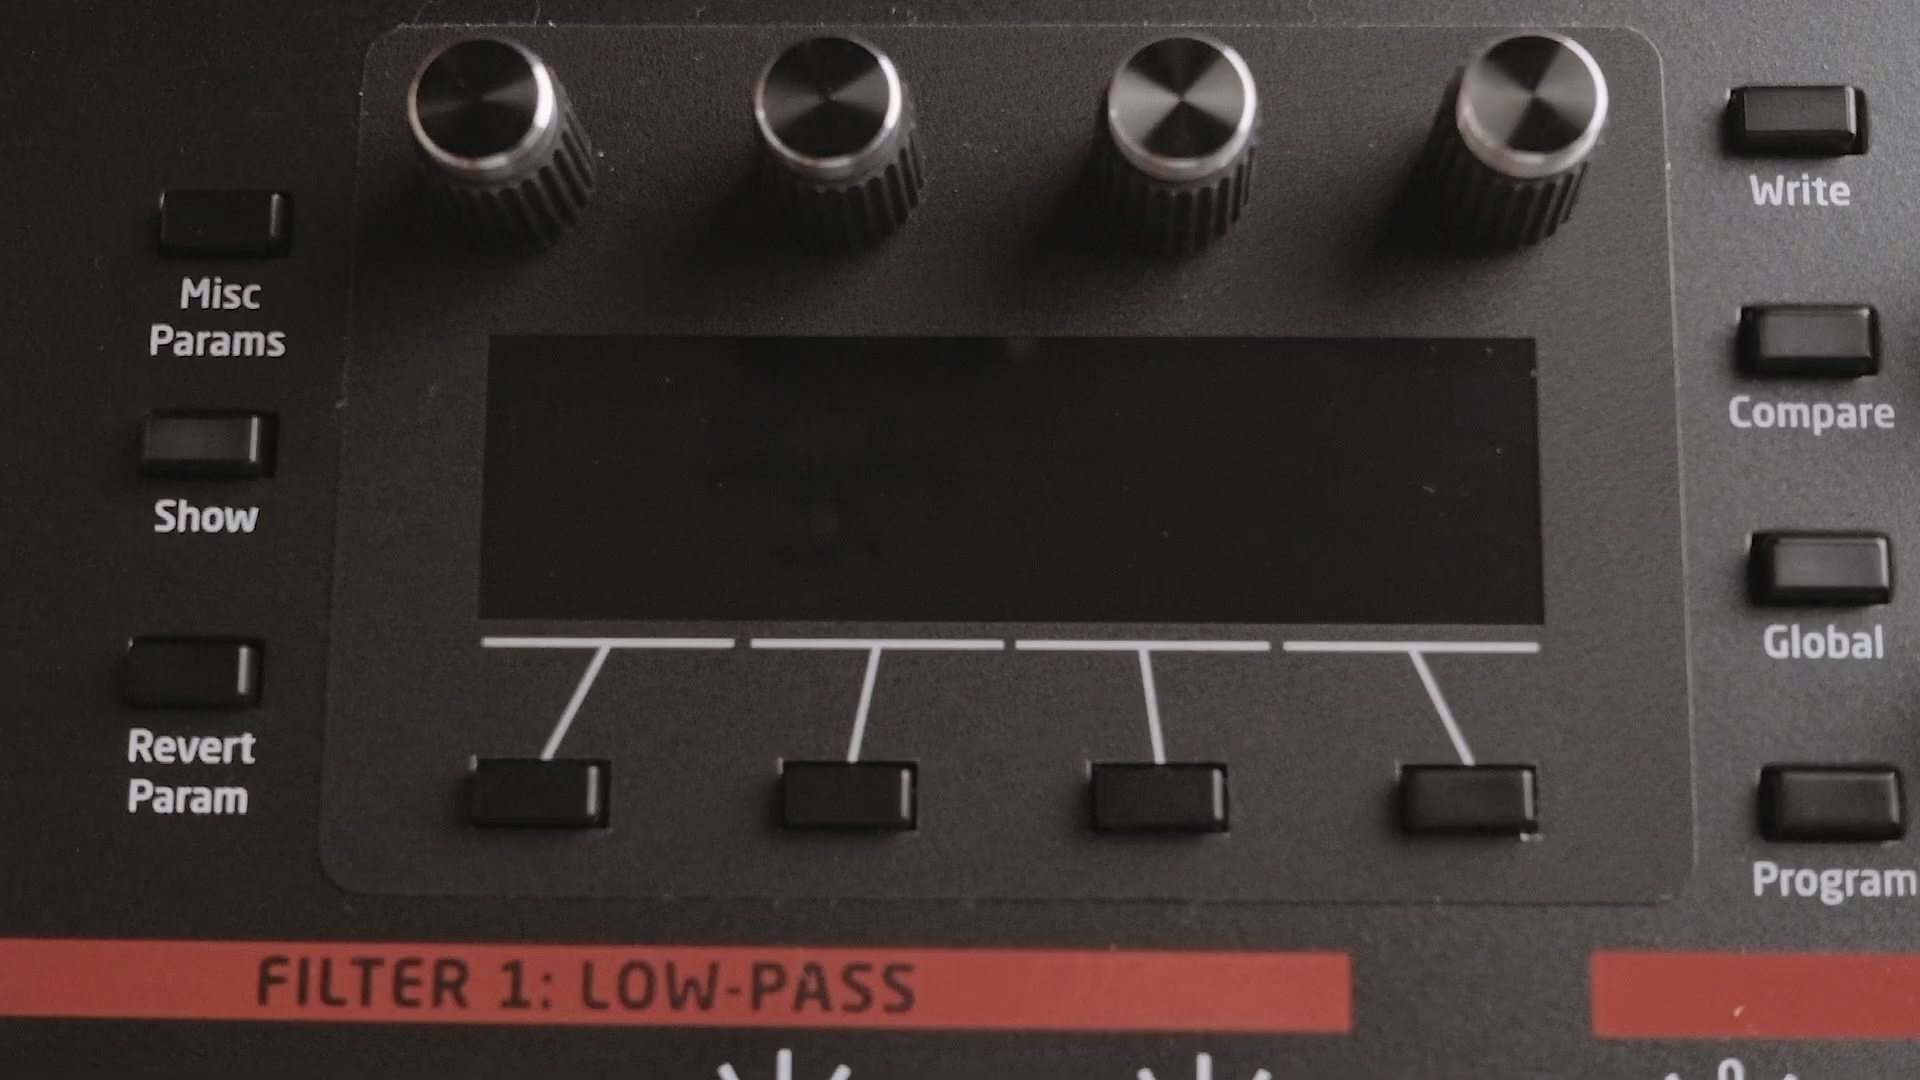 Misc
Params
Show
Revert
Param
Write
Compare
Global
Program
FILTER 1: LOW-PASS